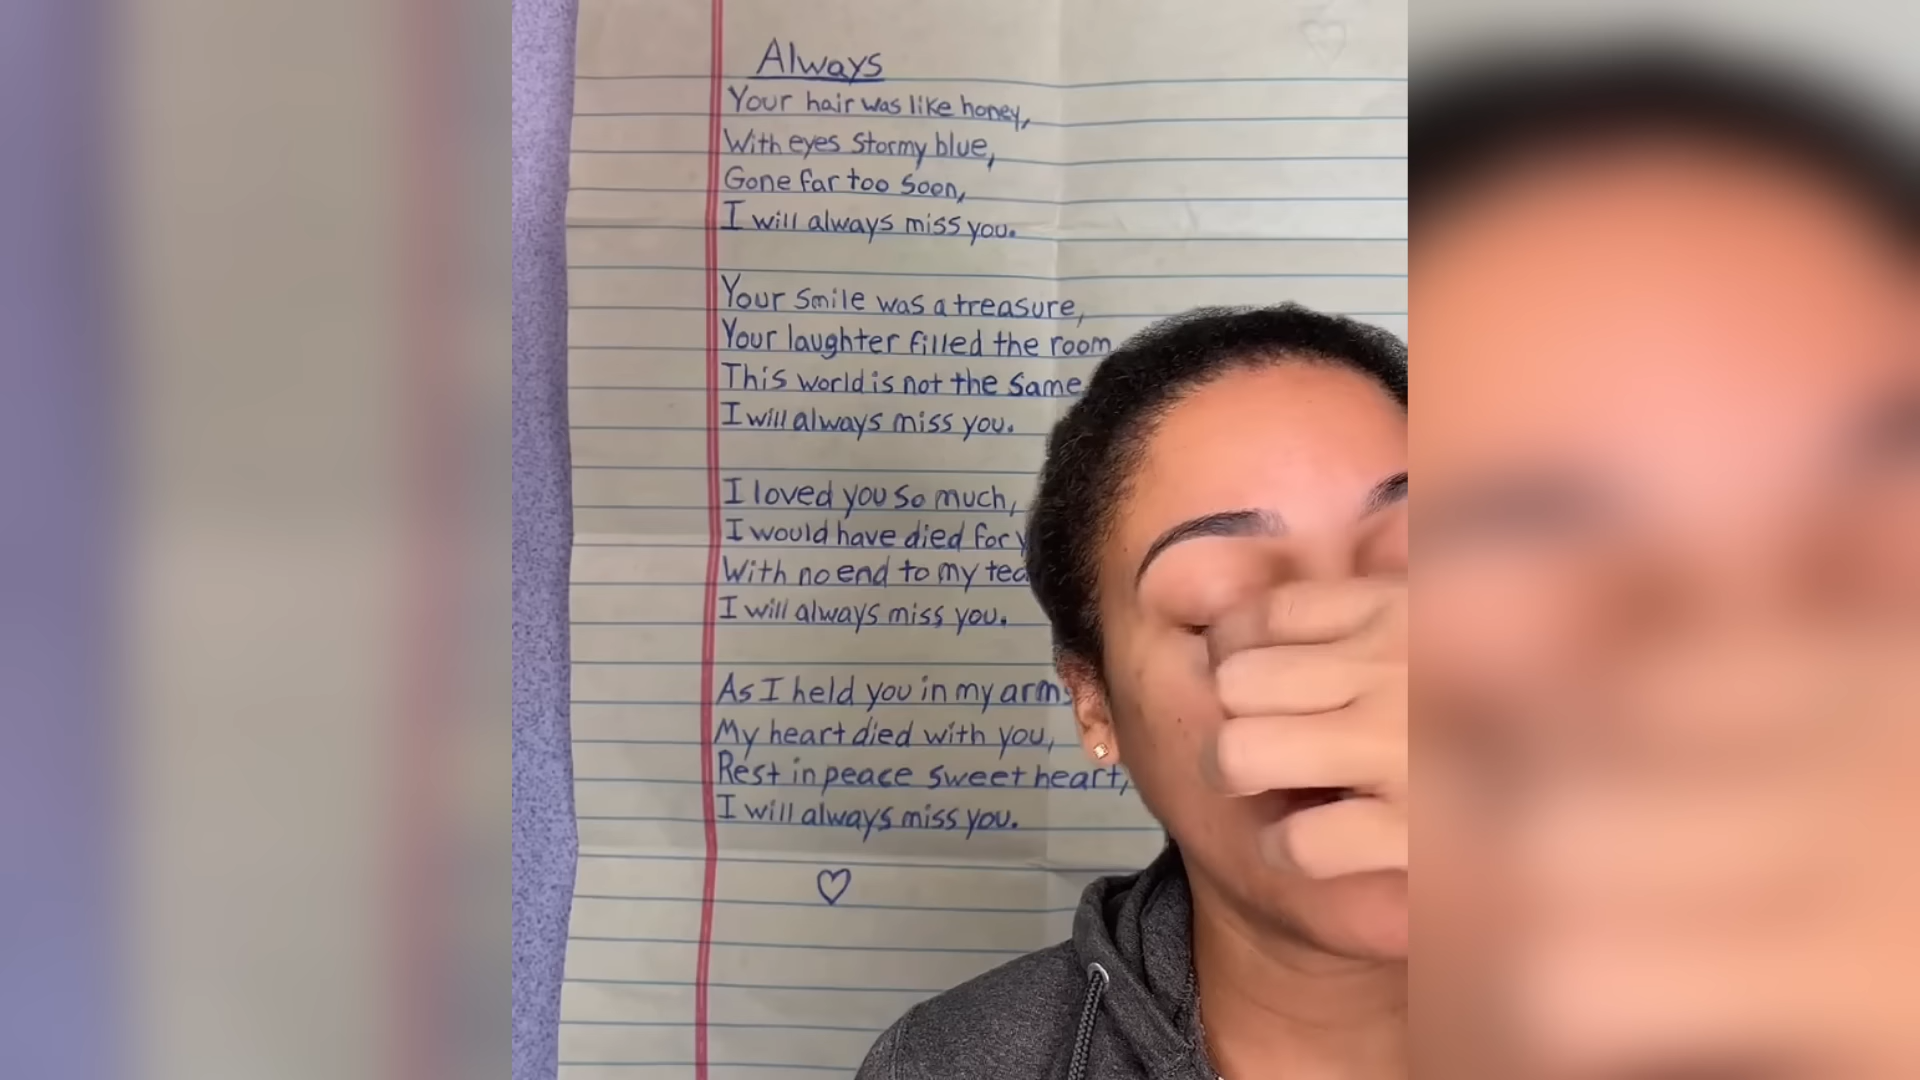 Always
Your hair was like honey,
With eyes stormy blue,
Gone far too soon,
I will always miss you.
Your smile was a treasure,
Your laughter filled the room
This world is not the same
I will always miss you.
I loved you so much,
I would have died for
With no end to my
I will always miss you.
As I held you in my arms
My heart died with you,
Rest in peace sweet heart,
I will always miss you.